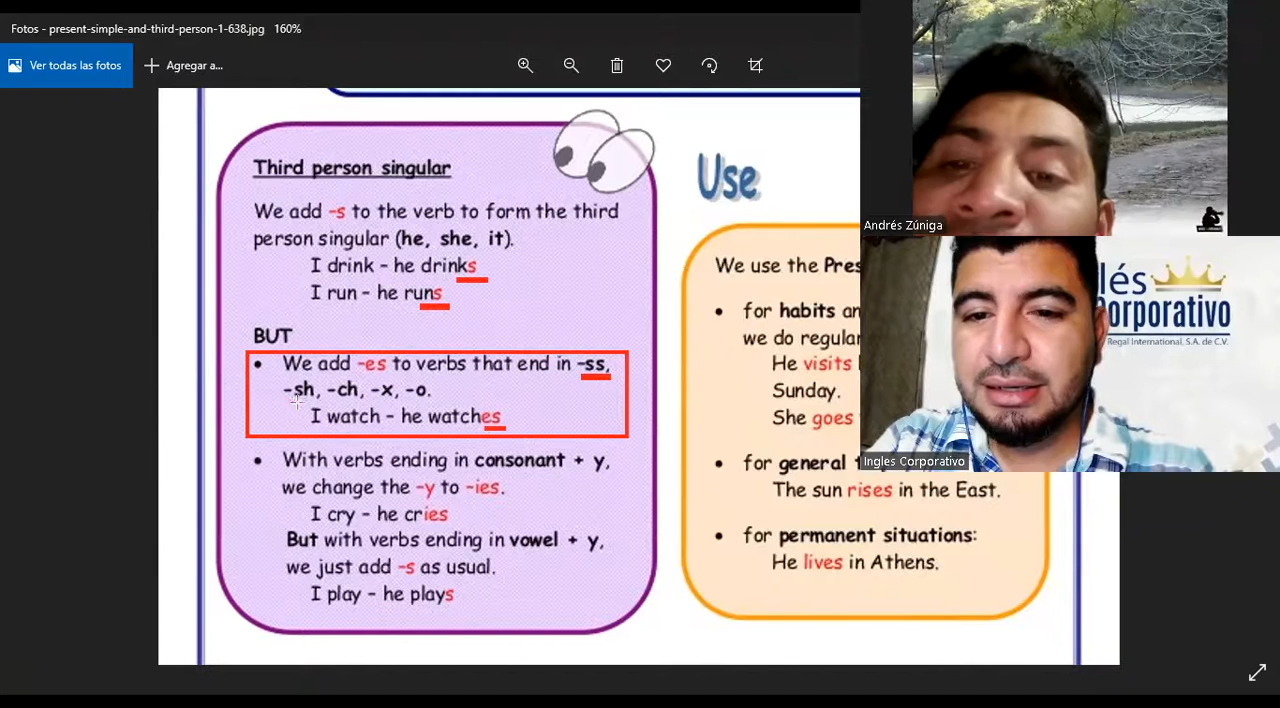 Fotos - present-simple-and-third-person-1-638.jpg 160%
Ver todas las fotos
Agregar a...
Third person singular
We add -s to the verb to form the third
person singular (he, she, it).
I drink - he drinks
I run - he runs
BUT
• We add -es to verbs that end in -ss,
-sh, -ch, -x, -o.
I watch - he watches
• With verbs ending in consonant + y,
we change the -y to -ies.
I cry - he cries
But with verbs ending in vowel + y,
we just add -s as usual.
I play - he plays
Use
We use the
• for habits
we do
He visits
Sunday.
She goes
• for general
The sun rises in the East.
• for permanent situations:
He lives in Athens.
Andrés Zúniga
Regal International, S.A. de C.V.
Ingles Corporativo